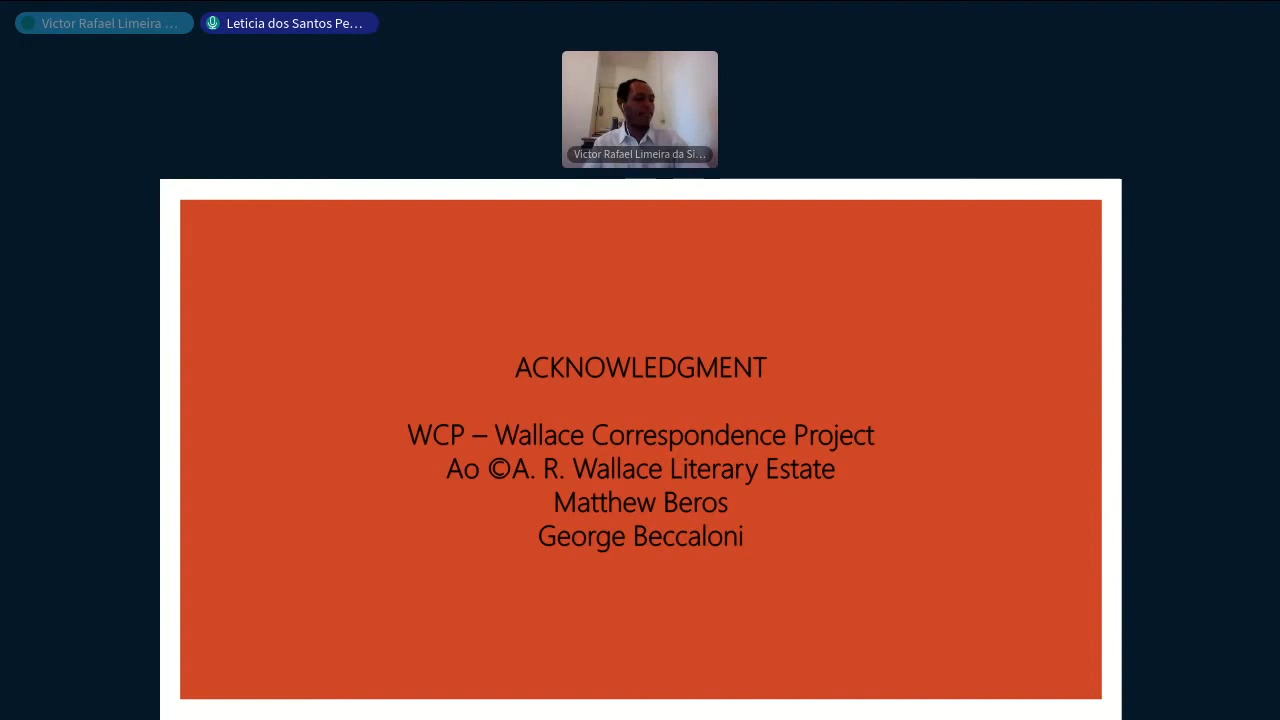 Victor Rafael Limeira ...
Leticia dos Santos Pe...
Victor Rafael Limeira da Si...
ACKNOWLEDGMENT
WCP – Wallace Correspondence Project
Ao ©A. R. Wallace Literary Estate
Matthew Beros
George Beccaloni